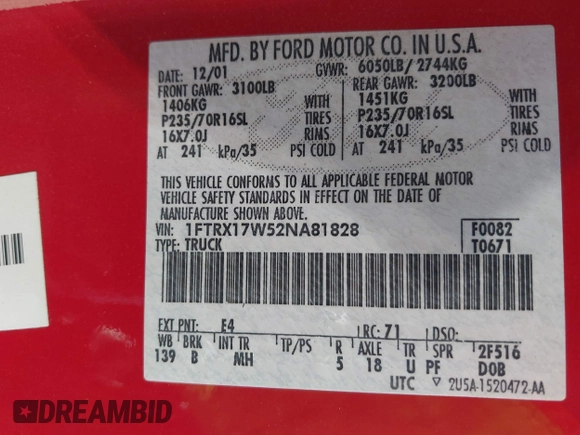 MFD. BY FORD MOTOR CO. IN U.S.A.
DATE: 12/01 GVWR: 6050LB/ 2744KG
FRONT GAWR: 3100LB REAR GAWR: 3200LB
1406KG WITH 1451KG WITH
P235/70R16SL TIRES P235/70R16SL TIRES
16X7.0J RIMS 16X7.0J RIMS
AT 241 kPa/35 PSI COLD AT 241 kPa/35 PSI COLD
THIS VEHICLE CONFORMS TO ALL APPLICABLE FEDERAL MOTOR
VEHICLE SAFETY STANDARDS IN EFFECT ON THE DATE OF
MANUFACTURE SHOWN ABOVE.
VIN: 1FTRX17W52NA81828 F0082
TYPE: TRUCK T0671
EXT PNT: E4 RC: 71 DSO:
WB BRK INT TR TP/PS R AXLE TR SPR 2F516
139 B MH 5 18 U PF DOB
UTC ▽ 2U5A-1520472-AA
DREAMBID